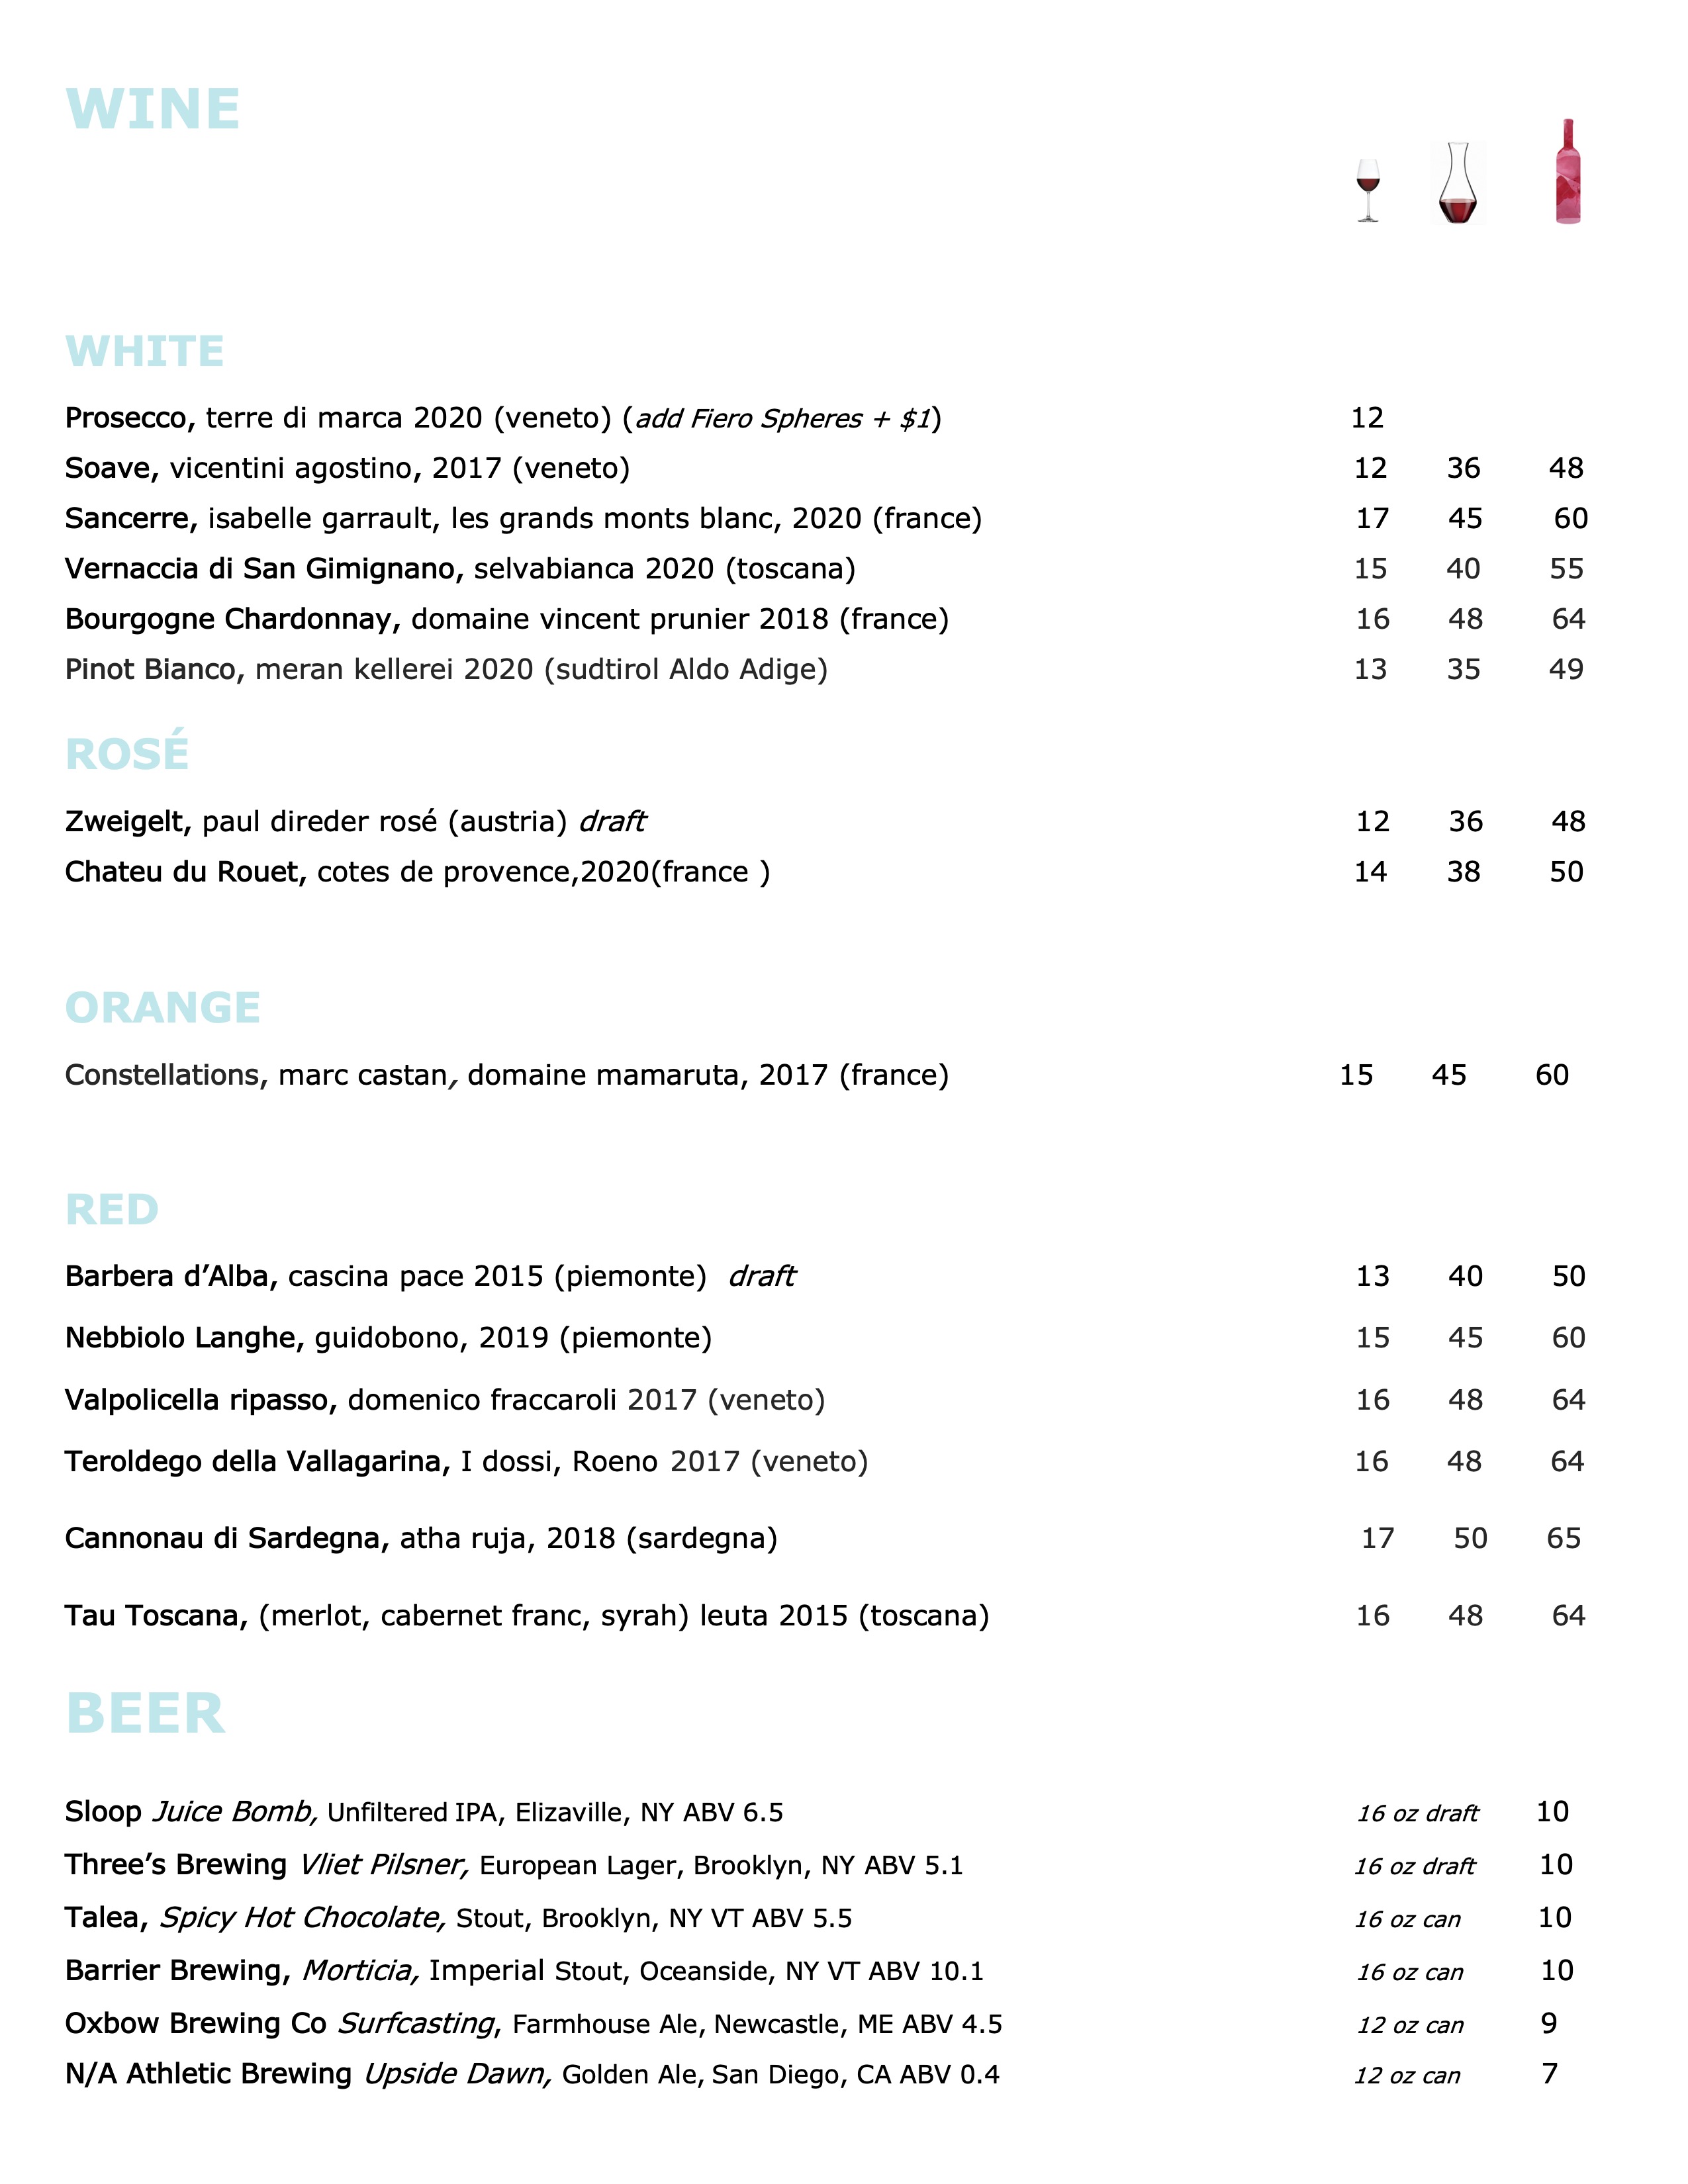 WINE
WHITE
Prosecco, terre di marca 2020 (veneto) (add Fiero Spheres + $1) 12
Soave, vicentini agostino, 2017 (veneto) 12 36 48
Sancerre, isabelle garrault, les grands monts blanc, 2020 (france) 17 45 60
Vernaccia di San Gimignano, selvabianca 2020 (toscana) 15 40 55
Bourgogne Chardonnay, domaine vincent prunier 2018 (france) 16 48 64
Pinot Bianco, meran kellerei 2020 (sudtirol Aldo Adige) 13 35 49
ROSÉ
Zweigelt, paul direder rosé (austria) draft 12 36 48
Chateu du Rouet, cotes de provence,2020(france ) 14 38 50
ORANGE
Constellations, marc castan, domaine mamaruta, 2017 (france) 15 45 60
RED
Barbera d’Alba, cascina pace 2015 (piemonte) draft 13 40 50
Nebbiolo Langhe, guidobono, 2019 (piemonte) 15 45 60
Valpolicella ripasso, domenico fraccaroli 2017 (veneto) 16 48 64
Teroldego della Vallagarina, I dossi, Roeno 2017 (veneto) 16 48 64
Cannonau di Sardegna, atha ruja, 2018 (sardegna) 17 50 65
Tau Toscana, (merlot, cabernet franc, syrah) leuta 2015 (toscana) 16 48 64
BEER
Sloop Juice Bomb, Unfiltered IPA, Elizaville, NY ABV 6.5 16 oz draft 10
Three’s Brewing Vliet Pilsner, European Lager, Brooklyn, NY ABV 5.1 16 oz draft 10
Talea, Spicy Hot Chocolate, Stout, Brooklyn, NY VT ABV 5.5 16 oz can 10
Barrier Brewing, Morticia, Imperial Stout, Oceanside, NY VT ABV 10.1 16 oz can 10
Oxbow Brewing Co Surfcasting, Farmhouse Ale, Newcastle, ME ABV 4.5 12 oz can 9
N/A Athletic Brewing Upside Dawn, Golden Ale, San Diego, CA ABV 0.4 12 oz can 7